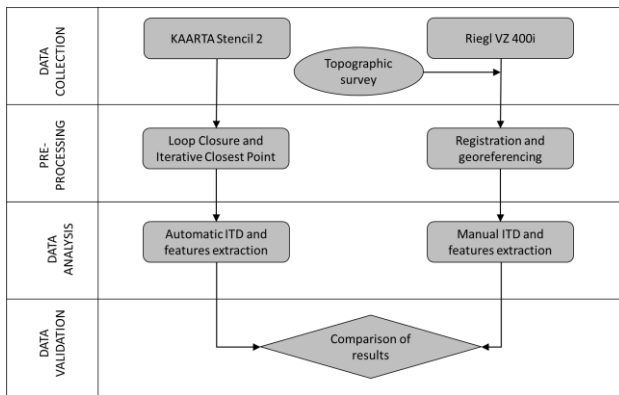 DATA
COLLECTION
KAARTA Stencil 2
Riegl VZ 400i
Topographic
survey
PRE-
PROCESSING
Loop Closure and
Iterative Closest Point
Registration and
georeferencing
DATA
ANALYSIS
Automatic ITD and
features extraction
Manual ITD and
features extraction
DATA
VALIDATION
Comparison of
results